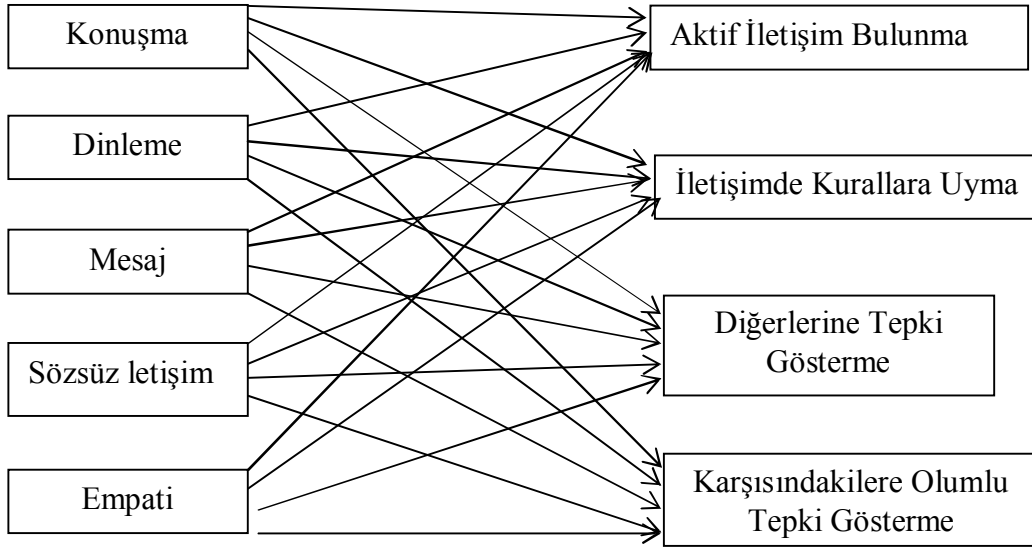 Konuşma
Dinleme
Mesaj
Sözsüz letişim
Empati
Aktif İletişim Bulunma
İletişimde Kurallara Uyma
Diğerlerine Tepki
Gösterme
Karşısındakilere Olumlu
Tepki Gösterme